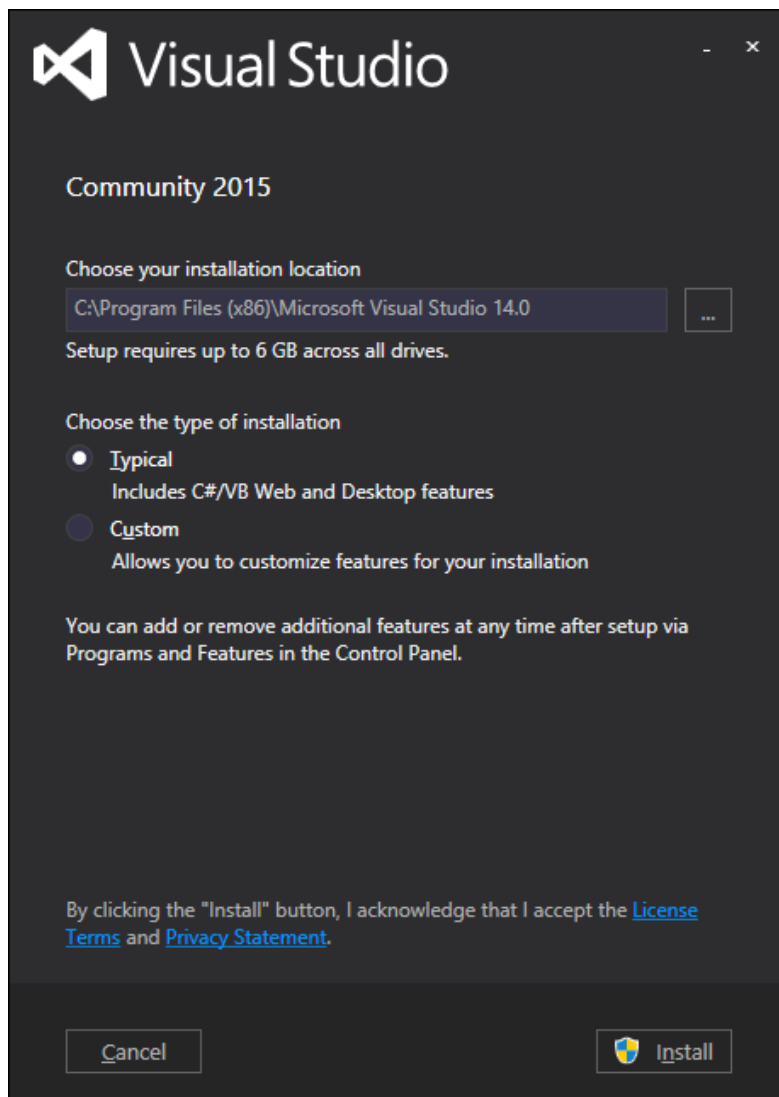 Visual Studio
Community 2015
Choose your installation location
C:\Program Files (x86)\Microsoft Visual Studio 14.0
...
Setup requires up to 6 GB across all drives.
Choose the type of installation
Typical
Includes C#/VB Web and Desktop features
Custom
Allows you to customize features for your installation
You can add or remove additional features at any time after setup via
Programs and Features in the Control Panel.
By clicking the "Install" button, I acknowledge that I accept the License
Terms and Privacy Statement.
Cancel
Install